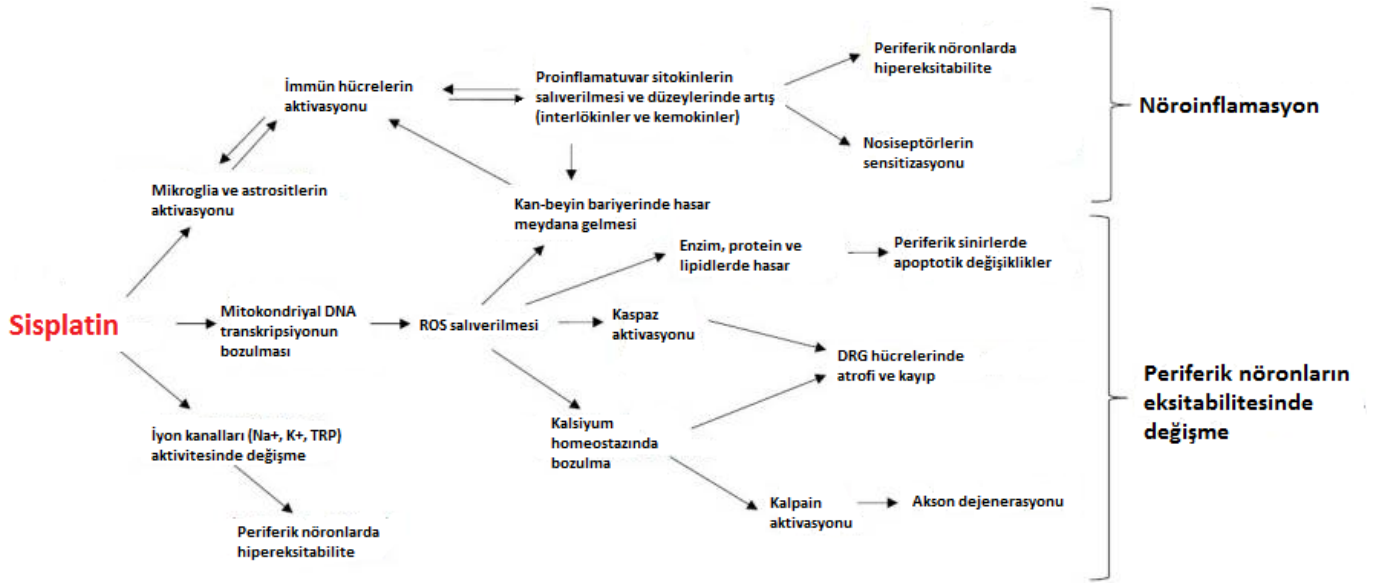 Periferik nöronlarda
hipereksitabilite
Proinflamatuvar sitokinlerin
salıverilmesi ve düzeylerinde artış
(interlökinler ve kemokinler)
İmmün hücrelerin
aktivasyonu
Nöroinflamasyon
Nosiseptörlerin
sensitizasyonu
Mikroglia ve astrositlerin
aktivasyonu
Kan-beyin bariyerinde hasar
meydana gelmesi
Enzim, protein ve
lipidlerde hasar
Periferik sinirlerde
apoptotik değişiklikler
Sisplatin
Mitokondriyal DNA
transkripsiyonun
bozulması
ROS salıverilmesi
Kaspaz
aktivasyonu
DRG hücrelerinde
atrofi ve kayıp
Periferik nöronların
eksitabilitesinde
değişme
İyon kanalları (Na+, K+, TRP)
aktivitesinde değişme
Kalsiyum
homeostazında
bozulma
Kalpain
aktivasyonu
Akson dejenerasyonu
Periferik nöronlarda
hipereksitabilite